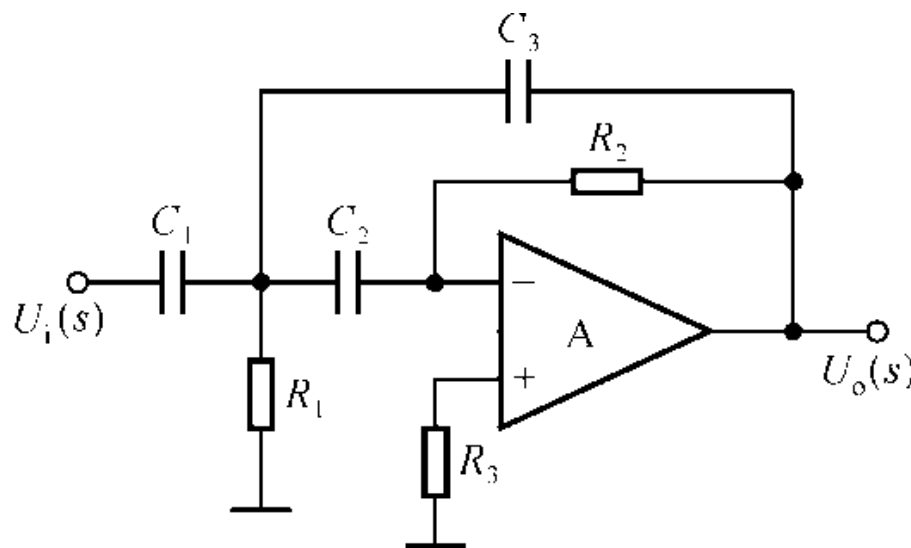 C₃
R₂
C₁
C₂
Uᵢ(s)
−
A
+
Uₒ(s)
R₁
R₃